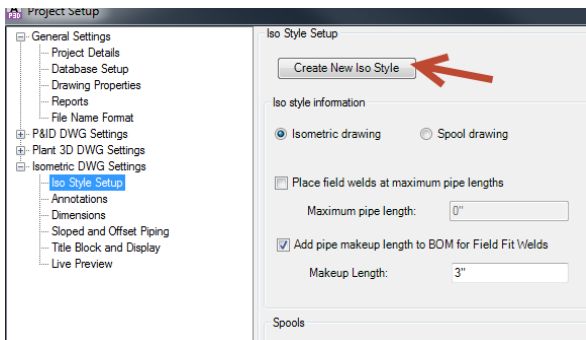 P3D Project Setup
General Settings
Project Details
Database Setup
Drawing Properties
Reports
File Name Format
P&ID DWG Settings
Plant 3D DWG Settings
Isometric DWG Settings
Iso Style Setup
Annotations
Dimensions
Sloped and Offset Piping
Title Block and Display
Live Preview
Iso Style Setup
Create New Iso Style
Iso style information
Isometric drawing
Spool drawing
Place field welds at maximum pipe lengths
Maximum pipe length: 0"
Add pipe makeup length to BOM for Field Fit Welds
Makeup Length: 3"
Spools